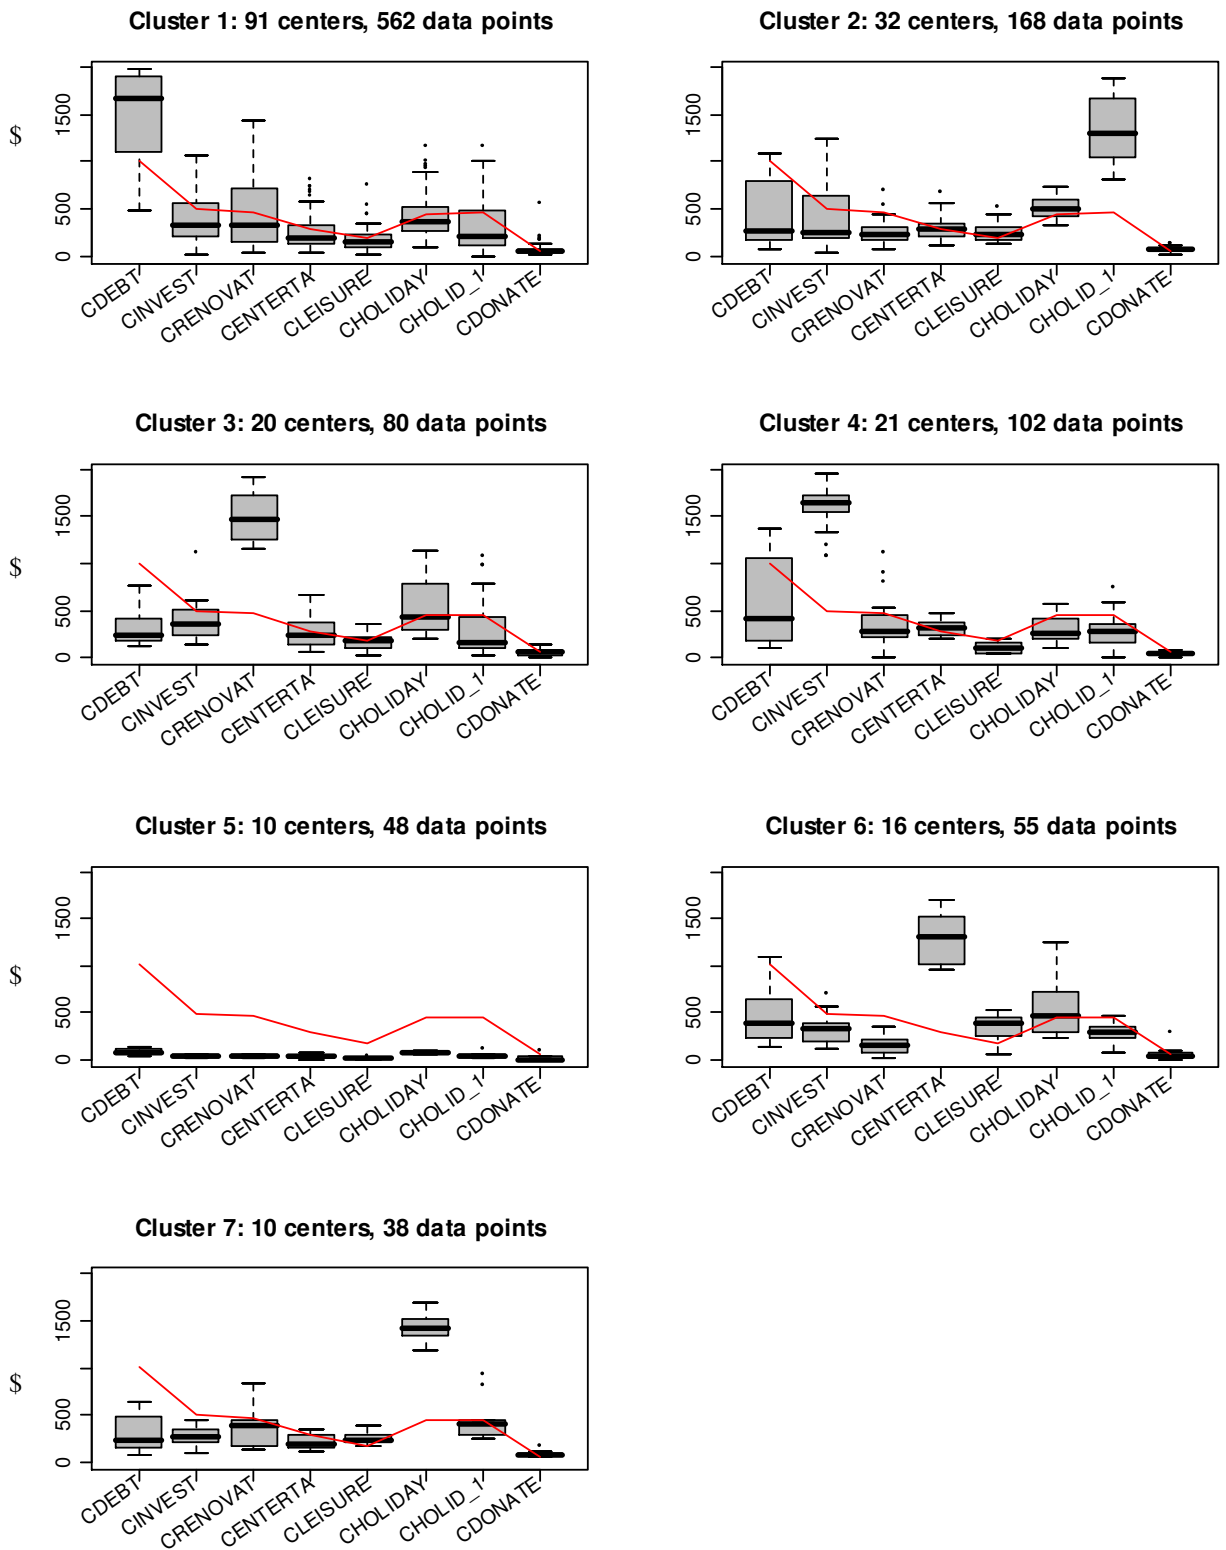 Cluster 1: 91 centers, 562 data points
$
0 500 1500
CDEBT CINVEST CRENOVAT CENTERTA CLEISURE CHOLIDAY CHOLID_1 CDONATE
Cluster 2: 32 centers, 168 data points
0 500 1500
CDEBT CINVEST CRENOVAT CENTERTA CLEISURE CHOLIDAY CHOLID_1 CDONATE
Cluster 3: 20 centers, 80 data points
$
0 500 1500
CDEBT CINVEST CRENOVAT CENTERTA CLEISURE CHOLIDAY CHOLID_1 CDONATE
Cluster 4: 21 centers, 102 data points
0 500 1500
CDEBT CINVEST CRENOVAT CENTERTA CLEISURE CHOLIDAY CHOLID_1 CDONATE
Cluster 5: 10 centers, 48 data points
$
0 500 1500
CDEBT CINVEST CRENOVAT CENTERTA CLEISURE CHOLIDAY CHOLID_1 CDONATE
Cluster 6: 16 centers, 55 data points
0 500 1500
CDEBT CINVEST CRENOVAT CENTERTA CLEISURE CHOLIDAY CHOLID_1 CDONATE
Cluster 7: 10 centers, 38 data points
$
0 500 1500
CDEBT CINVEST CRENOVAT CENTERTA CLEISURE CHOLIDAY CHOLID_1 CDONATE